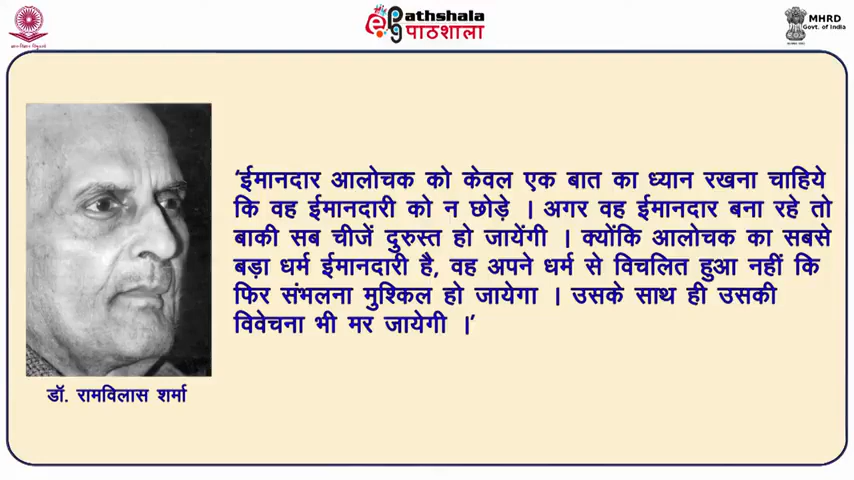 ePathshala
पाठशाला
MHRD
Govt. of India
‘ईमानदार आलोचक को केवल एक बात का ध्यान रखना चाहिये
कि वह ईमानदारी को न छोड़े । अगर वह ईमानदार बना रहे तो
बाकी सब चीजें दुरुस्त हो जायेंगी । क्योंकि आलोचक का सबसे
बड़ा धर्म ईमानदारी है, वह अपने धर्म से विचलित हुआ नहीं कि
फिर संभलना मुश्किल हो जायेगा । उसके साथ ही उसकी
विवेचना भी मर जायेगी ।’
डॉ. रामविलास शर्मा